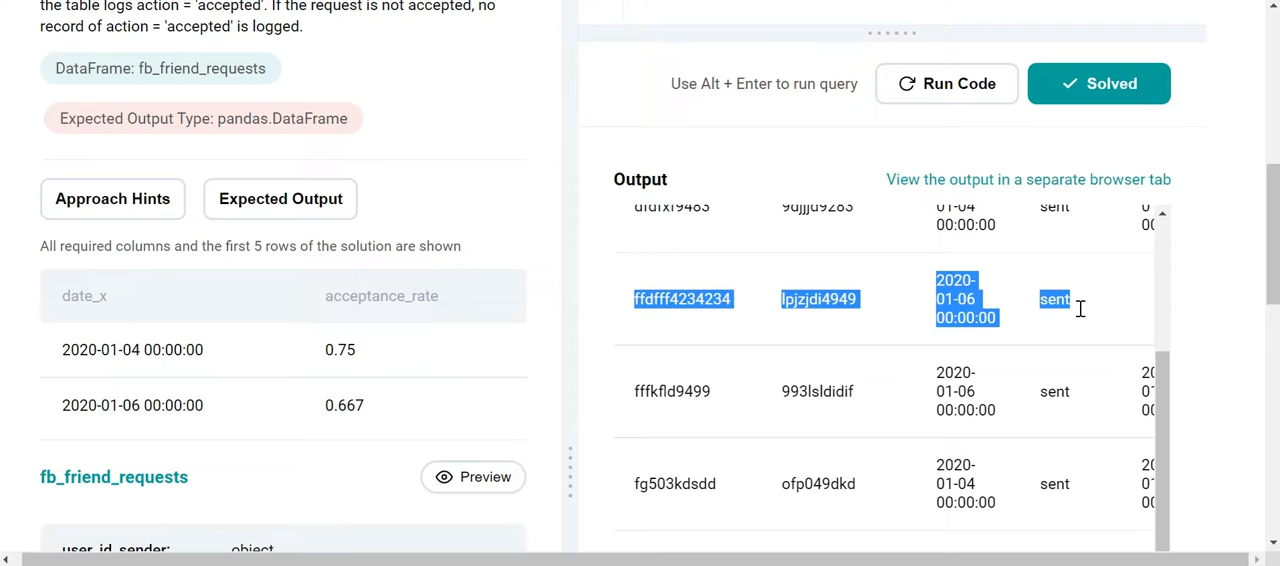 the table logs action = 'accepted'. If the request is not accepted, no
record of action = 'accepted' is logged.
DataFrame: fb_friend_requests
Expected Output Type: pandas.DataFrame
Approach Hints
Expected Output
All required columns and the first 5 rows of the solution are shown
date_x acceptance_rate
2020-01-04 00:00:00 0.75
2020-01-06 00:00:00 0.667
fb_friend_requests
Preview
user_id_sender: object
Use Alt + Enter to run query
Run Code
Solved
Output
View the output in a separate browser tab
sent
00:00:00
ffdfff4234234 lpjzjdi4949 2020-
01-06
00:00:00 sent
fffkfld9499 993lsldidif 2020-
01-06
00:00:00 sent
fg503kdsdd ofp049dkd 2020-
01-04
00:00:00 sent